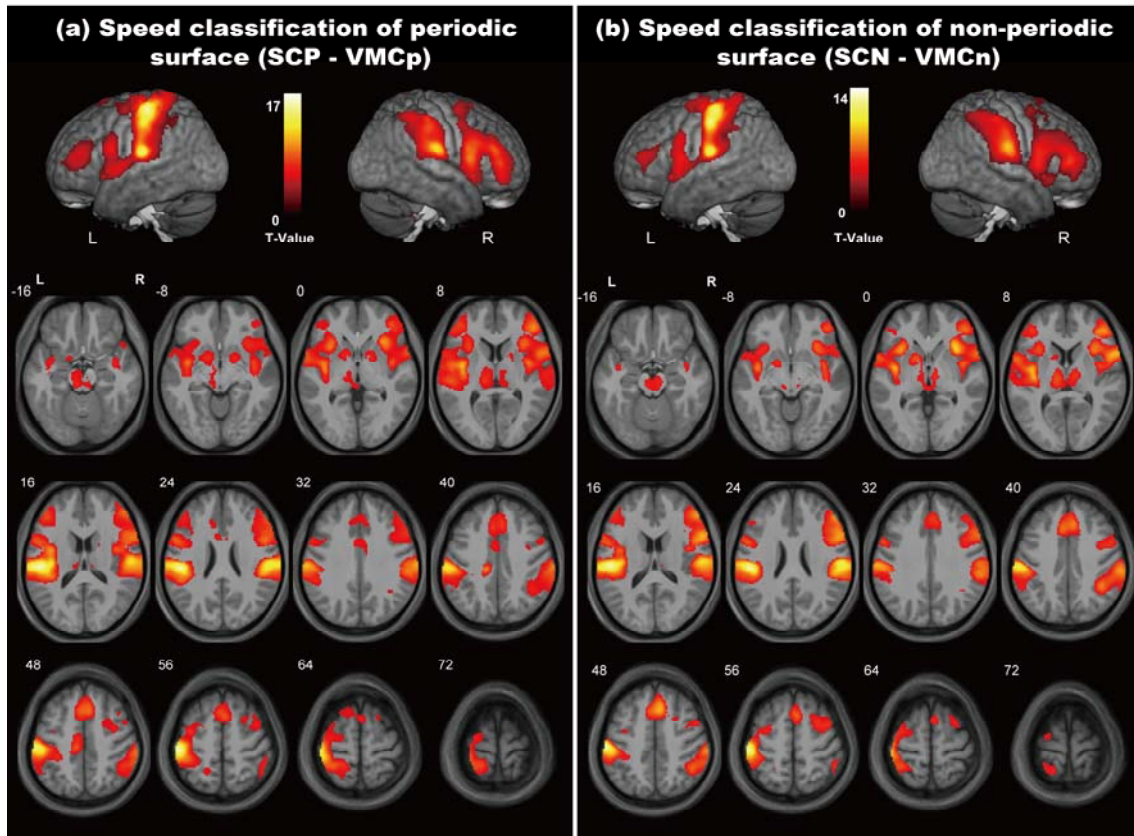 (a) Speed classification of periodic
surface (SCP - VMCp)
17
0
T-Value
L
R
L R
-16 -8 0 8
16 24 32 40
48 56 64 72
(b) Speed classification of non-periodic
surface (SCN - VMCn)
14
0
T-Value
L
R
L R
-16 -8 0 8
16 24 32 40
48 56 64 72